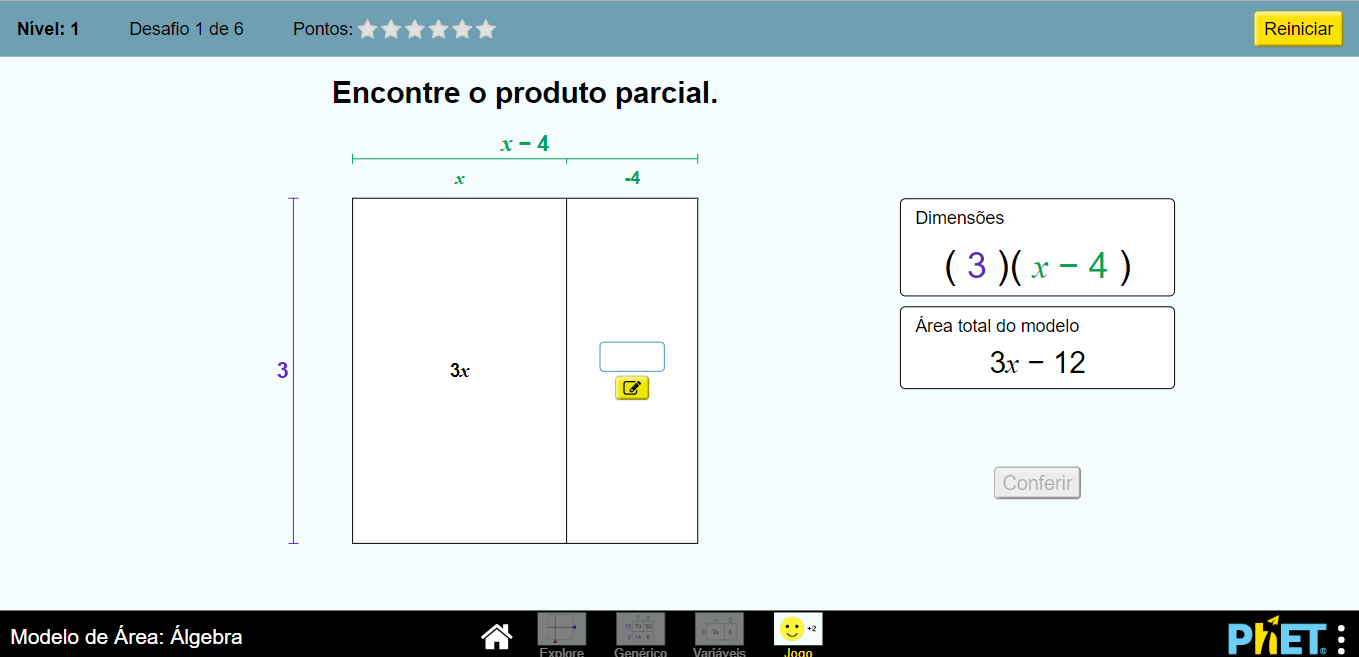 Nível: 1 Desafio 1 de 6 Pontos: Reiniciar
Encontre o produto parcial.
x − 4
x -4
Dimensões
( 3 )( x − 4 )
Área total do modelo
3x − 12
3 3x
Conferir
Modelo de Área: Álgebra
+2
Explore Genérico Variáveis Jogo
PhET